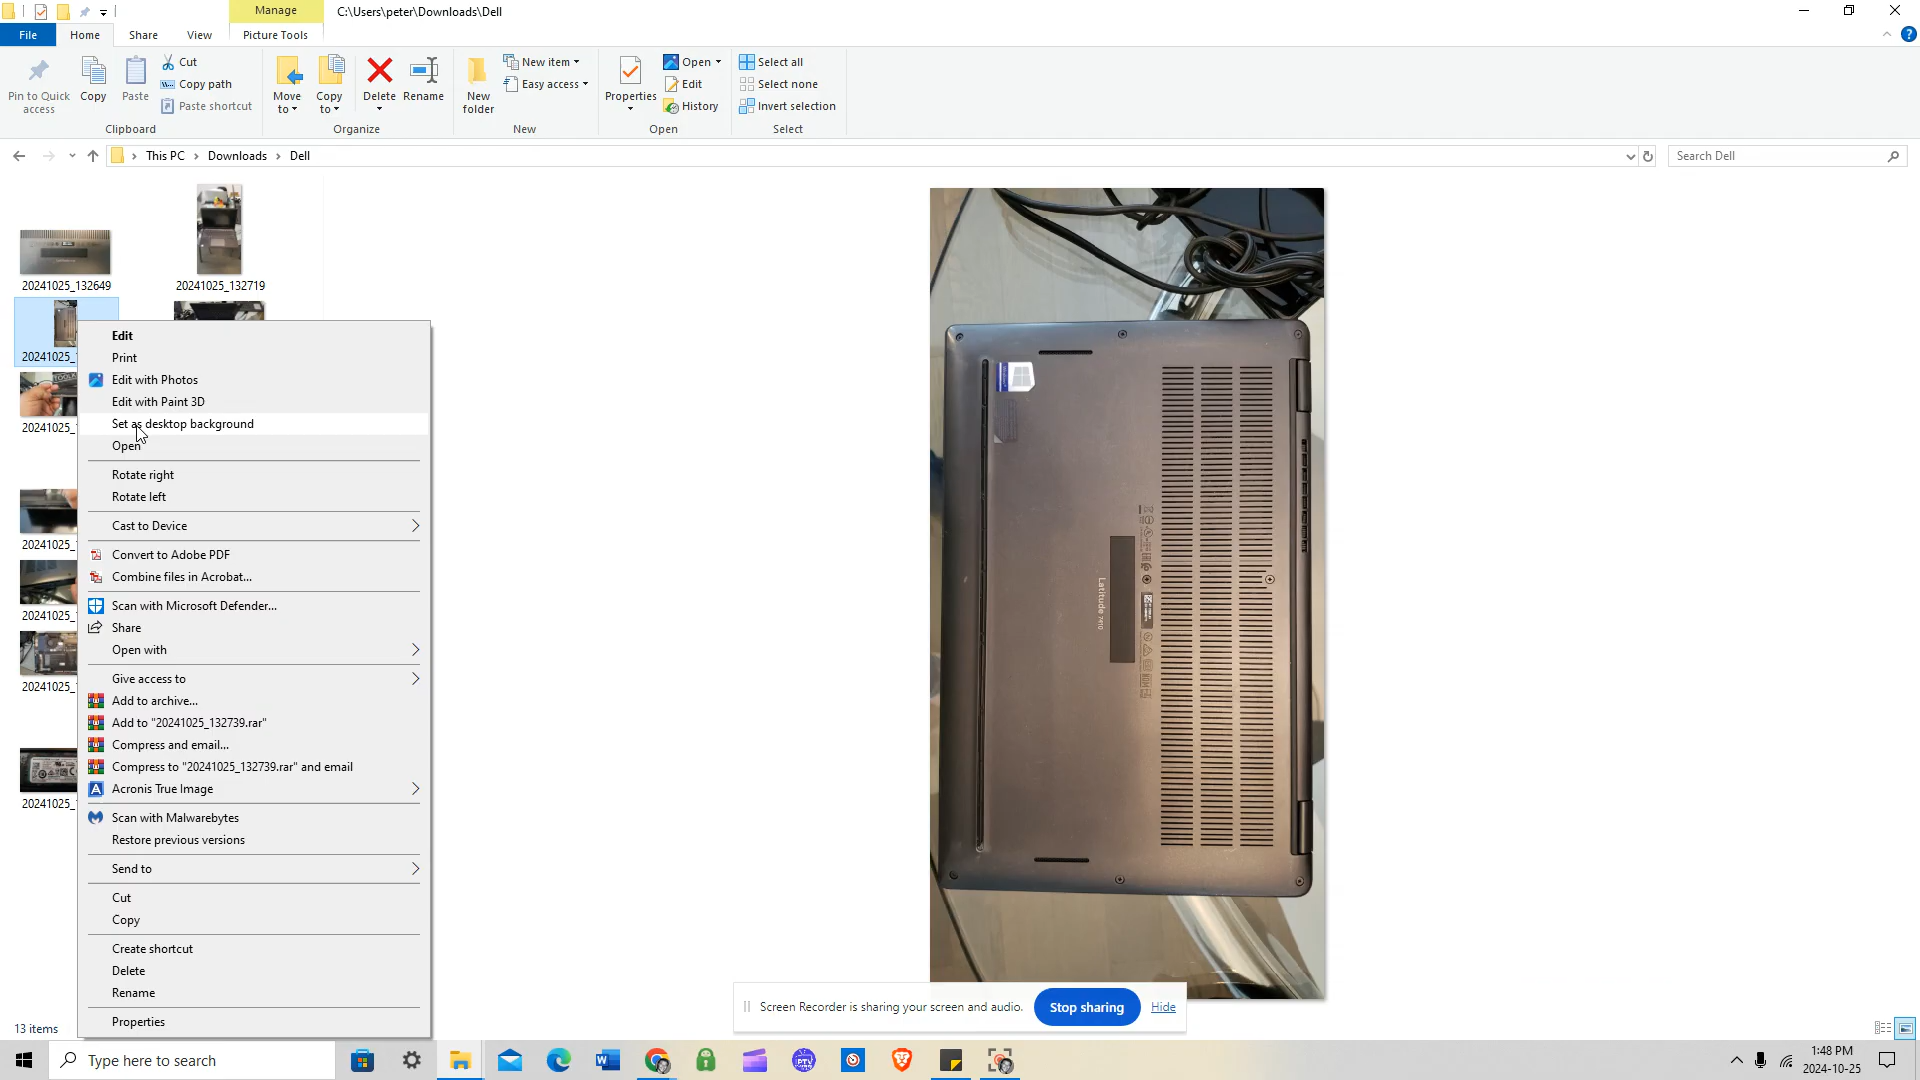 Manage
C:\Users\peter\Downloads\Dell
File
Home
Share
View
Picture Tools
Pin to Quick access
Copy
Paste
Cut
Copy path
Paste shortcut
Clipboard
Move to
Copy to
Delete
Rename
Organize
New folder
New item
Easy access
New
Properties
Open
Edit
History
Open
Select all
Select none
Invert selection
Select
This PC
Downloads
Dell
Search Dell
20241025_132649
20241025_132719
20241025_
20241025_
20241025_
20241025_
20241025_
20241025_
Edit
Print
Edit with Photos
Edit with Paint 3D
Set as desktop background
Open
Rotate right
Rotate left
Cast to Device
Convert to Adobe PDF
Combine files in Acrobat...
Scan with Microsoft Defender...
Share
Open with
Give access to
Add to archive...
Add to "20241025_132739.rar"
Compress and email...
Compress to "20241025_132739.rar" and email
Acronis True Image
Scan with Malwarebytes
Restore previous versions
Send to
Cut
Copy
Create shortcut
Delete
Rename
Properties
Latitude 7410
Screen Recorder is sharing your screen and audio.
Stop sharing
Hide
13 items
Type here to search
1:48 PM
2024-10-25